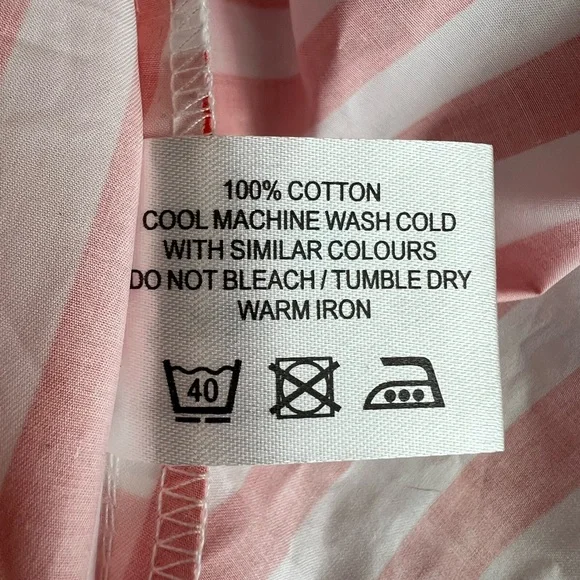 100% COTTON
COOL MACHINE WASH COLD
WITH SIMILAR COLOURS
DO NOT BLEACH / TUMBLE DRY
WARM IRON
40